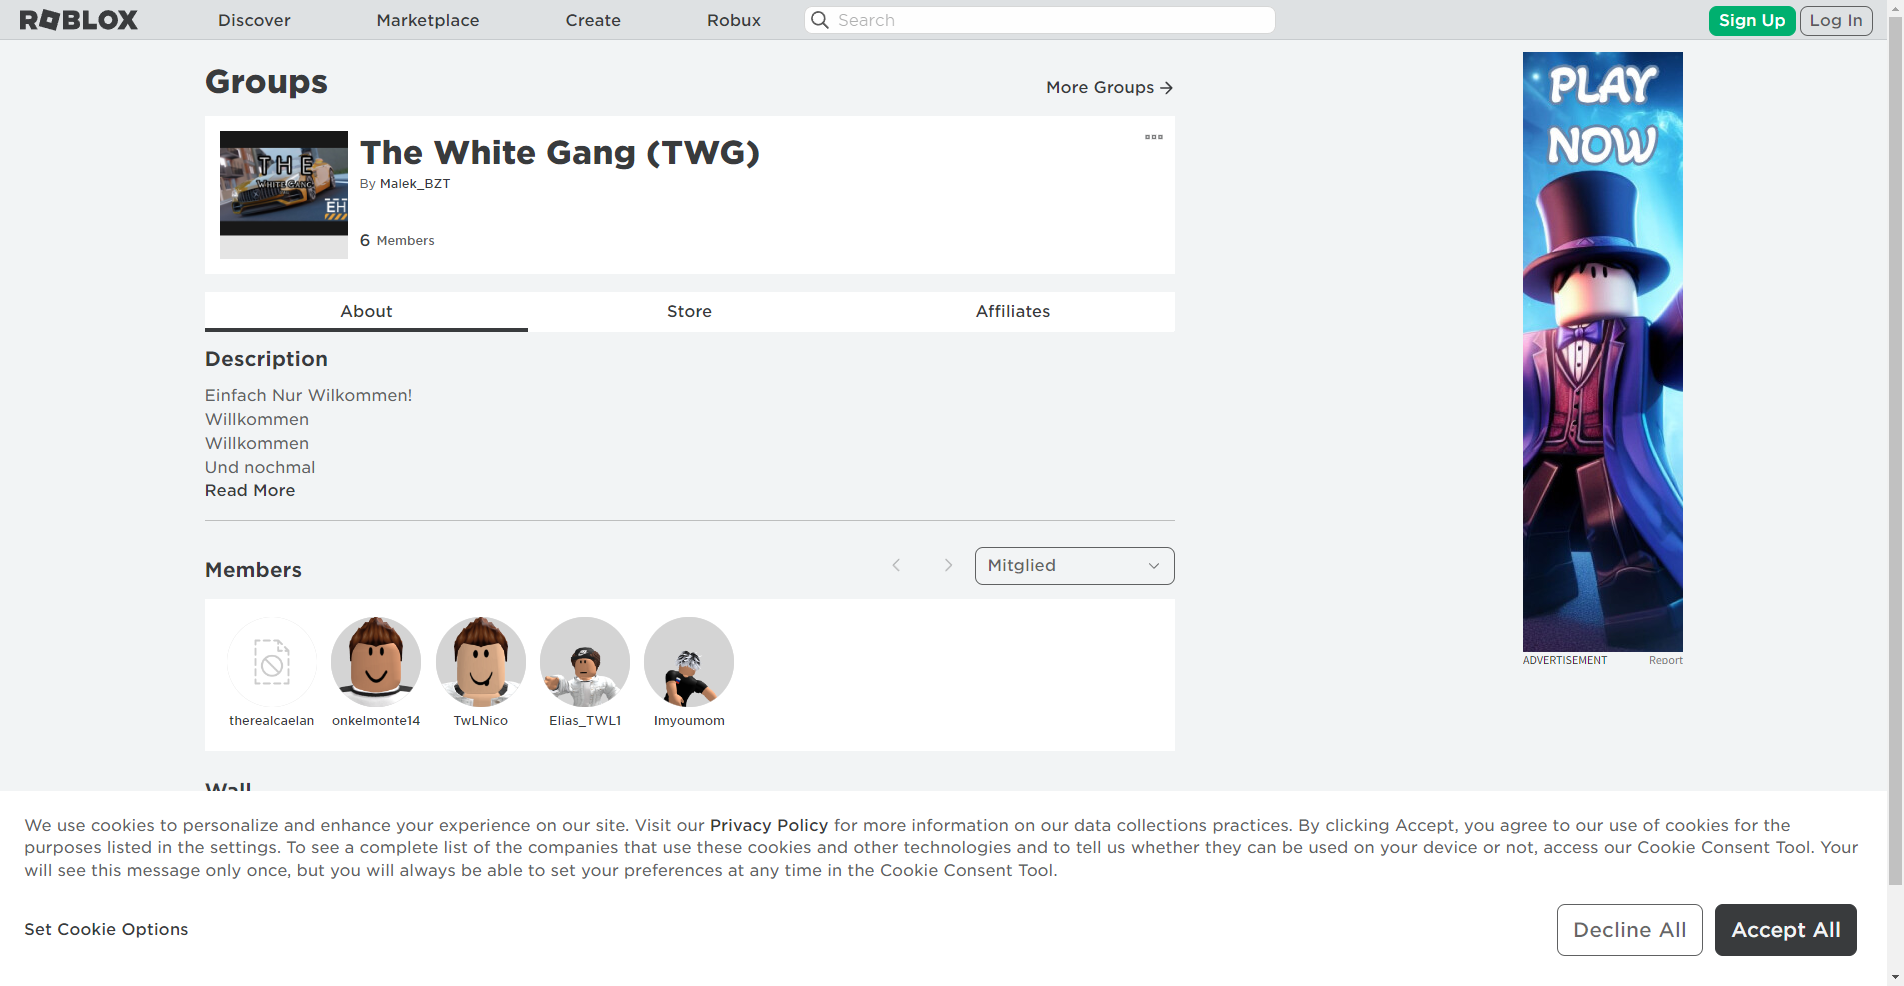 ROBLOX
Discover
Marketplace
Create
Robux
Search
Sign Up
Log In
Groups
More Groups
THE
WHITE GANG
EH
The White Gang (TWG)
By Malek_BZT
6 Members
About
Store
Affiliates
Description
Einfach Nur Wilkommen!
Willkommen
Willkommen
Und nochmal
Read More
Members
Mitglied
therealcaelan
onkelmonte14
TwLNico
Elias_TWL1
Imyoumom
Wall
PLAY
NOW
ADVERTISEMENT
Report
We use cookies to personalize and enhance your experience on our site. Visit our Privacy Policy for more information on our data collections practices. By clicking Accept, you agree to our use of cookies for the
purposes listed in the settings. To see a complete list of the companies that use these cookies and other technologies and to tell us whether they can be used on your device or not, access our Cookie Consent Tool. Your
will see this message only once, but you will always be able to set your preferences at any time in the Cookie Consent Tool.
Set Cookie Options
Decline All
Accept All